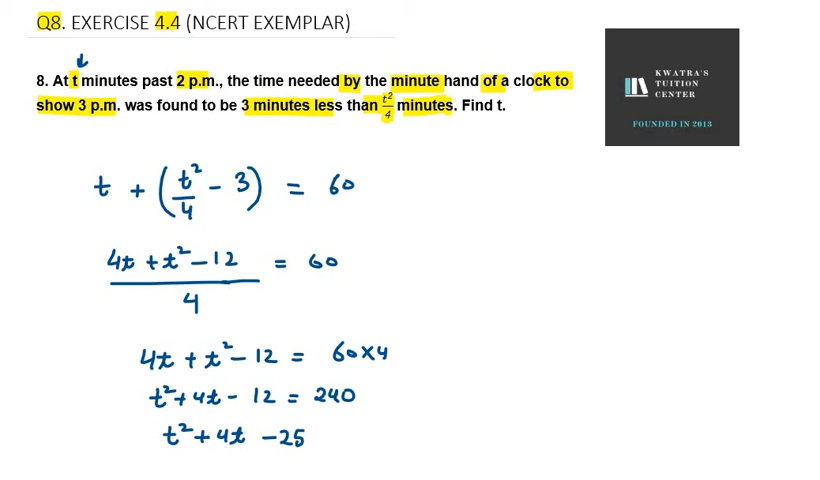 Q8. EXERCISE 4.4 (NCERT EXEMPLAR)
8. At t minutes past 2 p.m., the time needed by the minute hand of a clock to
show 3 p.m. was found to be 3 minutes less than t²/4 minutes. Find t.
KWATRA'S
TUITION
CENTER
FOUNDED IN 2013
t + (t²/4 - 3) = 60
(4t + t² - 12)/4 = 60
4t + t² - 12 = 60 × 4
t² + 4t - 12 = 240
t² + 4t - 25